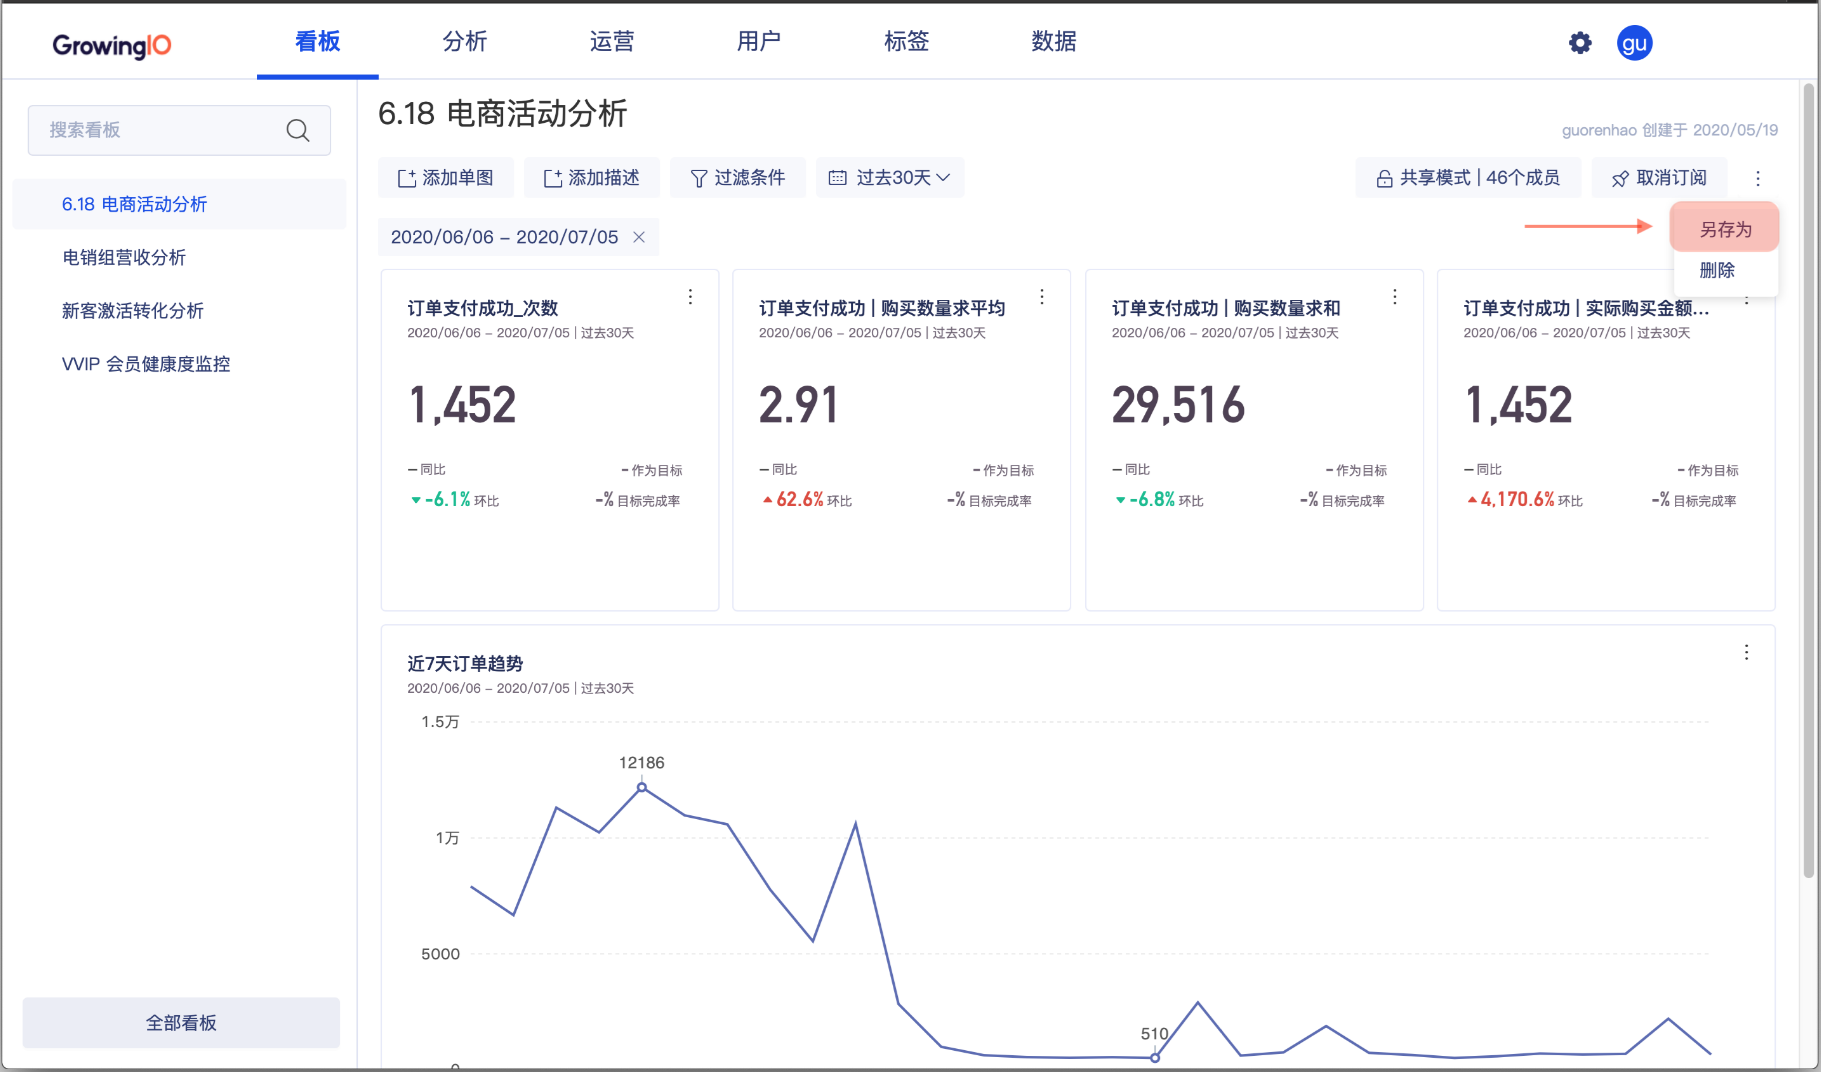 GrowingIO
看板
分析
运营
用户
标签
数据
gu
搜索看板
6.18 电商活动分析
电销组营收分析
新客激活转化分析
VVIP 会员健康度监控
全部看板
6.18 电商活动分析
guorenhao 创建于 2020/05/19
添加单图
添加描述
过滤条件
过去30天
共享模式 | 46个成员
取消订阅
另存为
删除
2020/06/06 – 2020/07/05 ×
订单支付成功_次数
2020/06/06 – 2020/07/05 | 过去30天
1,452
– 同比
- 作为目标
-6.1% 环比
-% 目标完成率
订单支付成功 | 购买数量求平均
2020/06/06 – 2020/07/05 | 过去30天
2.91
– 同比
- 作为目标
62.6% 环比
-% 目标完成率
订单支付成功 | 购买数量求和
2020/06/06 – 2020/07/05 | 过去30天
29,516
– 同比
- 作为目标
-6.8% 环比
-% 目标完成率
订单支付成功 | 实际购买金额...
2020/06/06 – 2020/07/05 | 过去30天
1,452
– 同比
- 作为目标
4,170.6% 环比
-% 目标完成率
近7天订单趋势
2020/06/06 – 2020/07/05 | 过去30天
1.5万
12186
1万
5000
510
0